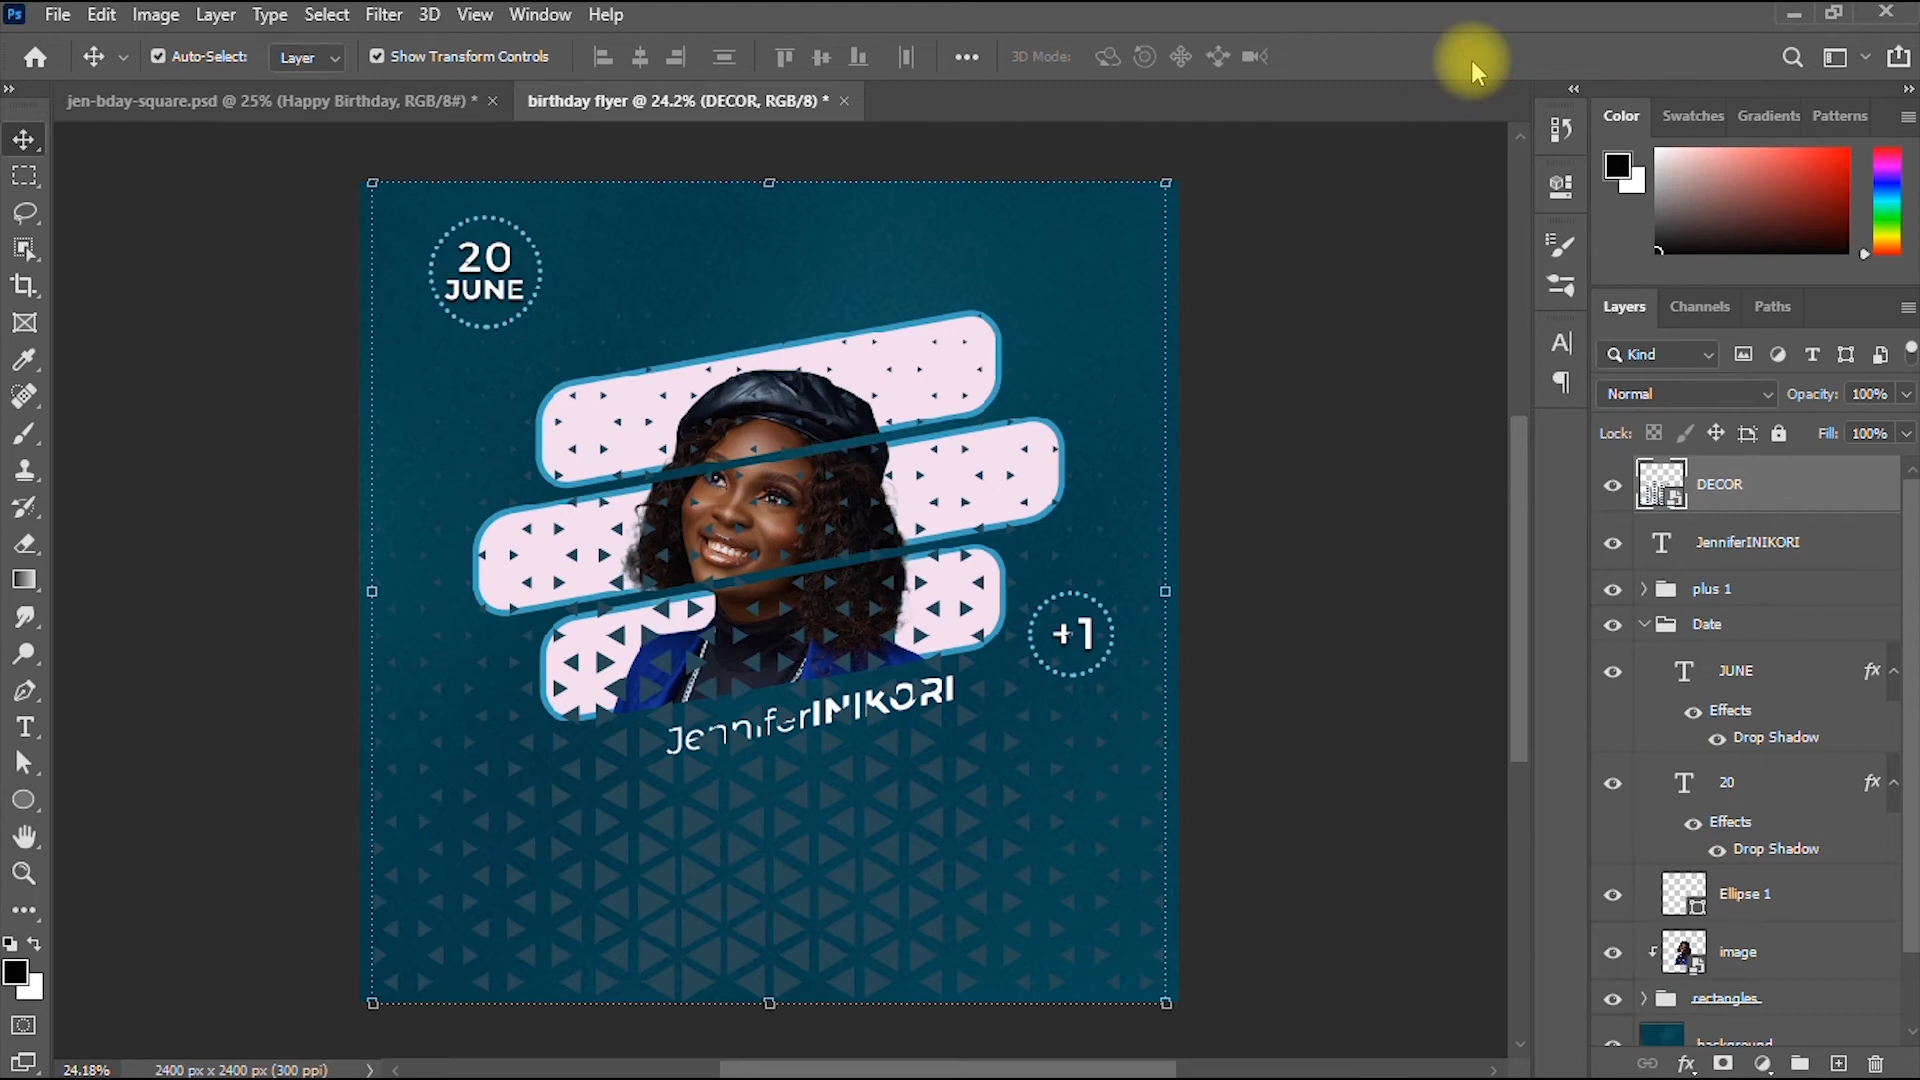 Ps File Edit Image Layer Type Select Filter 3D View Window Help
Auto-Select: Layer Show Transform Controls 3D Mode:
jen-bday-square.psd @ 25% (Happy Birthday, RGB/8#) * birthday flyer @ 24.2% (DECOR, RGB/8) *
Color Swatches Gradients Patterns
20
JUNE
+1
JenniferINIKORI
Layers Channels Paths
Kind
Normal Opacity: 100%
Lock: Fill: 100%
DECOR
JenniferINIKORI
plus 1
Date
JUNE fx
Effects
Drop Shadow
20 fx
Effects
Drop Shadow
Ellipse 1
image
rectangles
background
fx
24.18% 2400 px x 2400 px (300 ppi)